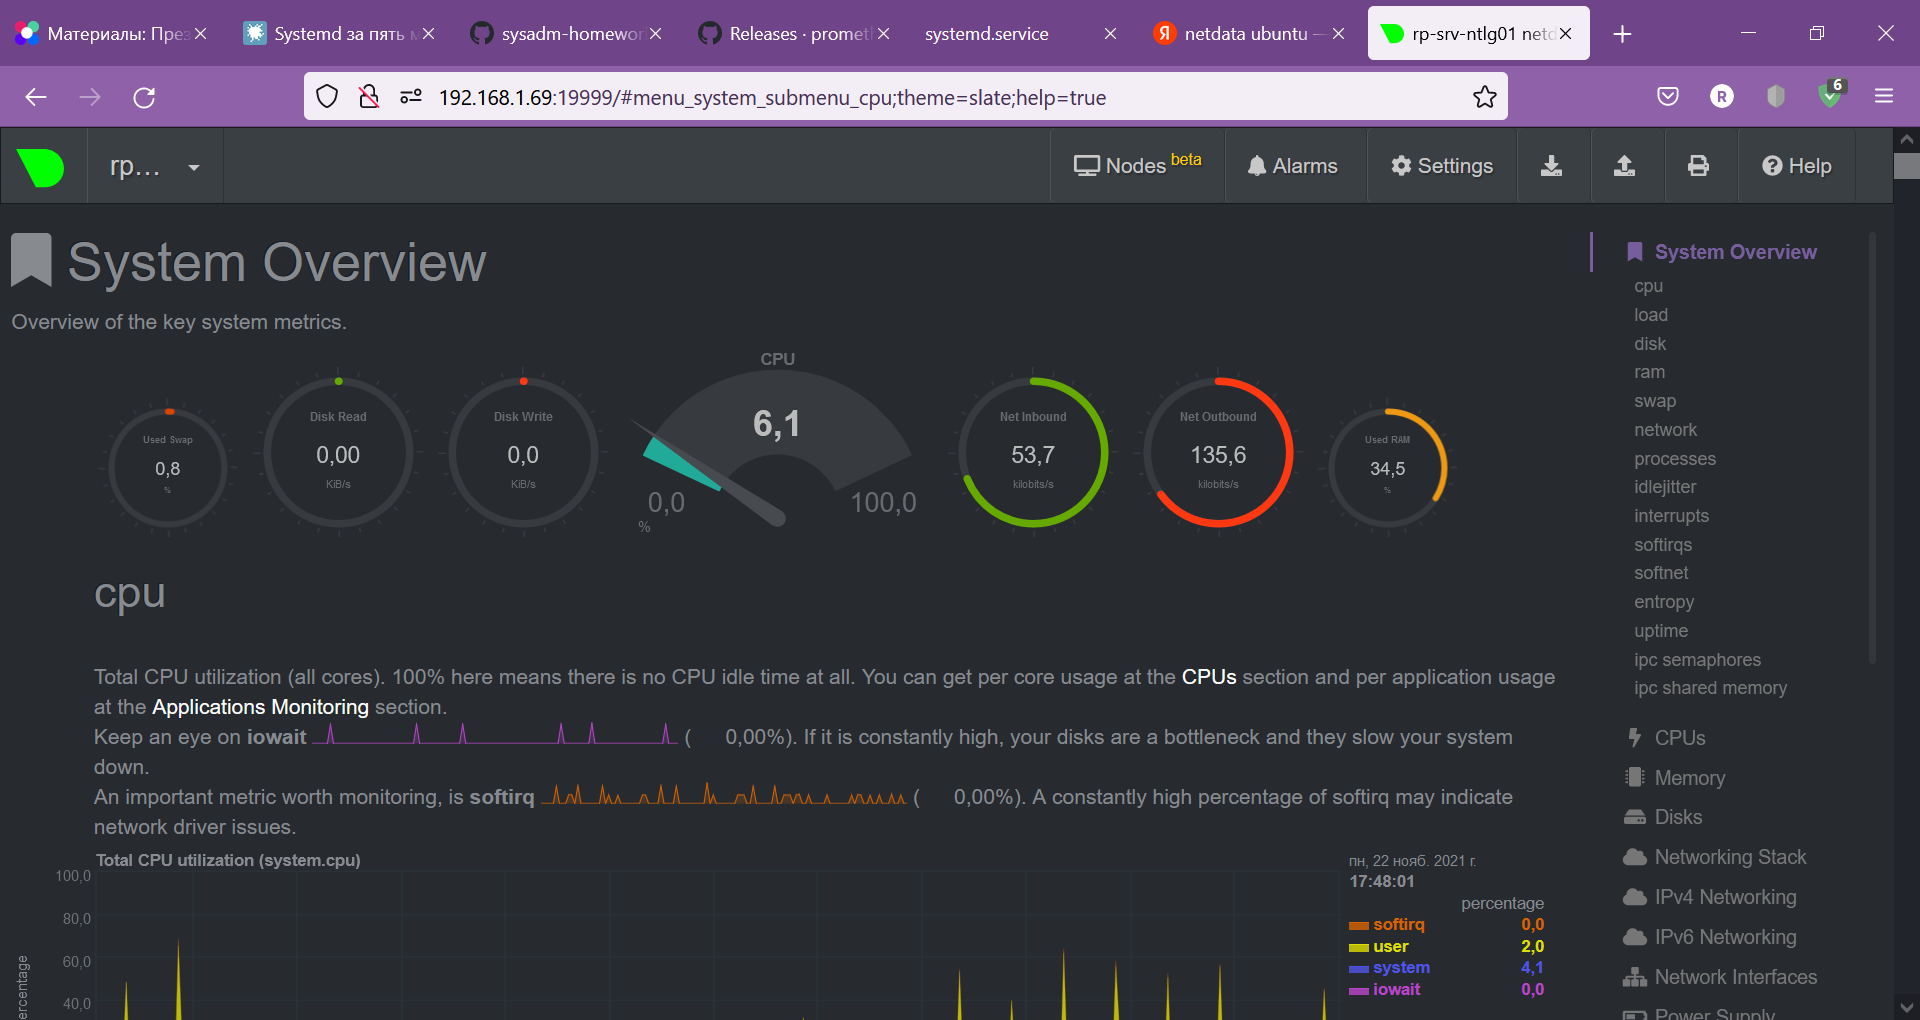 Материалы: През
Systemd за пять м
sysadm-homewor
Releases · promet
systemd.service
netdata ubuntu —
rp-srv-ntlg01 netd
192.168.1.69:19999/#menu_system_submenu_cpu;theme=slate;help=true
R
6
rp...
Nodes beta
Alarms
Settings
Help
System Overview
Overview of the key system metrics.
Used Swap
0,8
%
Disk Read
0,00
KiB/s
Disk Write
0,0
KiB/s
CPU
6,1
0,0
100,0
%
Net Inbound
53,7
kilobits/s
Net Outbound
135,6
kilobits/s
Used RAM
34,5
%
cpu
Total CPU utilization (all cores). 100% here means there is no CPU idle time at all. You can get per core usage at the CPUs section and per application usage
at the Applications Monitoring section.
Keep an eye on iowait ( 0,00%). If it is constantly high, your disks are a bottleneck and they slow your system
down.
An important metric worth monitoring, is softirq ( 0,00%). A constantly high percentage of softirq may indicate
network driver issues.
Total CPU utilization (system.cpu)
100,0
80,0
60,0
40,0
percentage
пн, 22 нояб. 2021 г.
17:48:01
percentage
softirq 0,0
user 2,0
system 4,1
iowait 0,0
System Overview
cpu
load
disk
ram
swap
network
processes
idlejitter
interrupts
softirqs
softnet
entropy
uptime
ipc semaphores
ipc shared memory
CPUs
Memory
Disks
Networking Stack
IPv4 Networking
IPv6 Networking
Network Interfaces
Power Supply